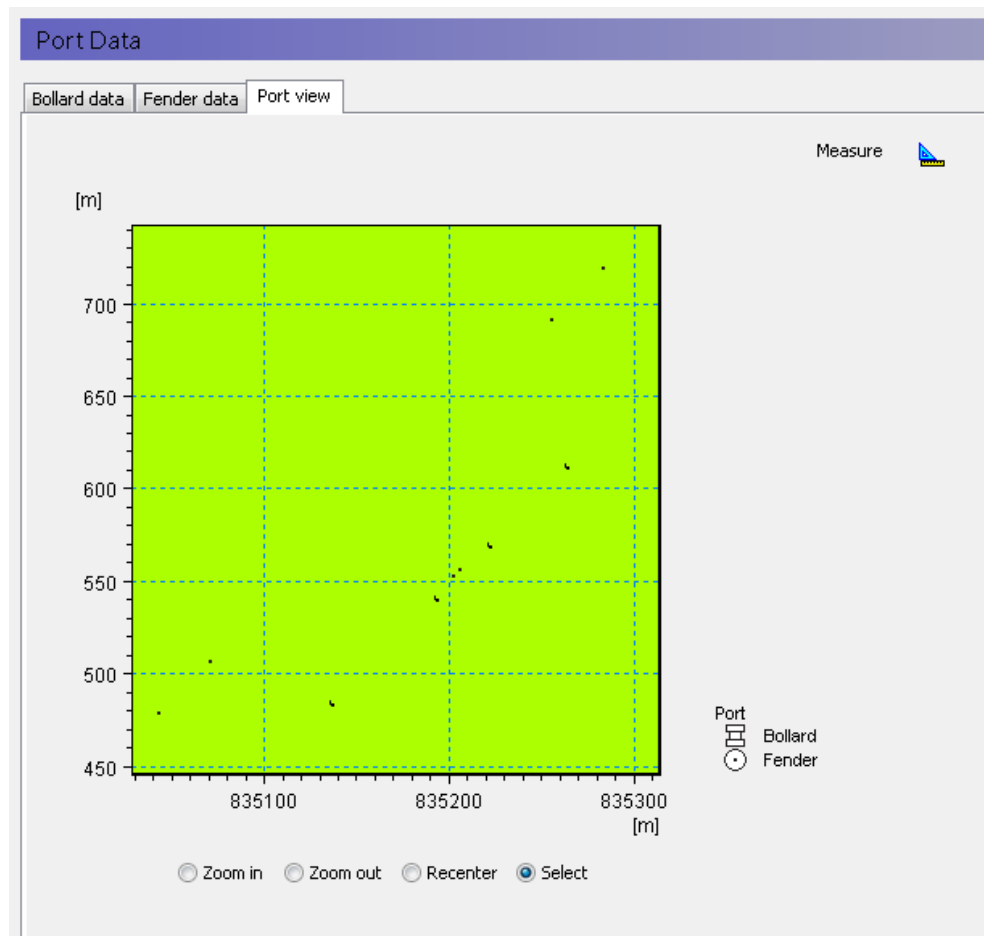 Port Data
Bollard data Fender data Port view
Measure
[m]
700
650
600
550
500
450
835100 835200 835300
[m]
Port
Bollard
Fender
Zoom in Zoom out Recenter Select